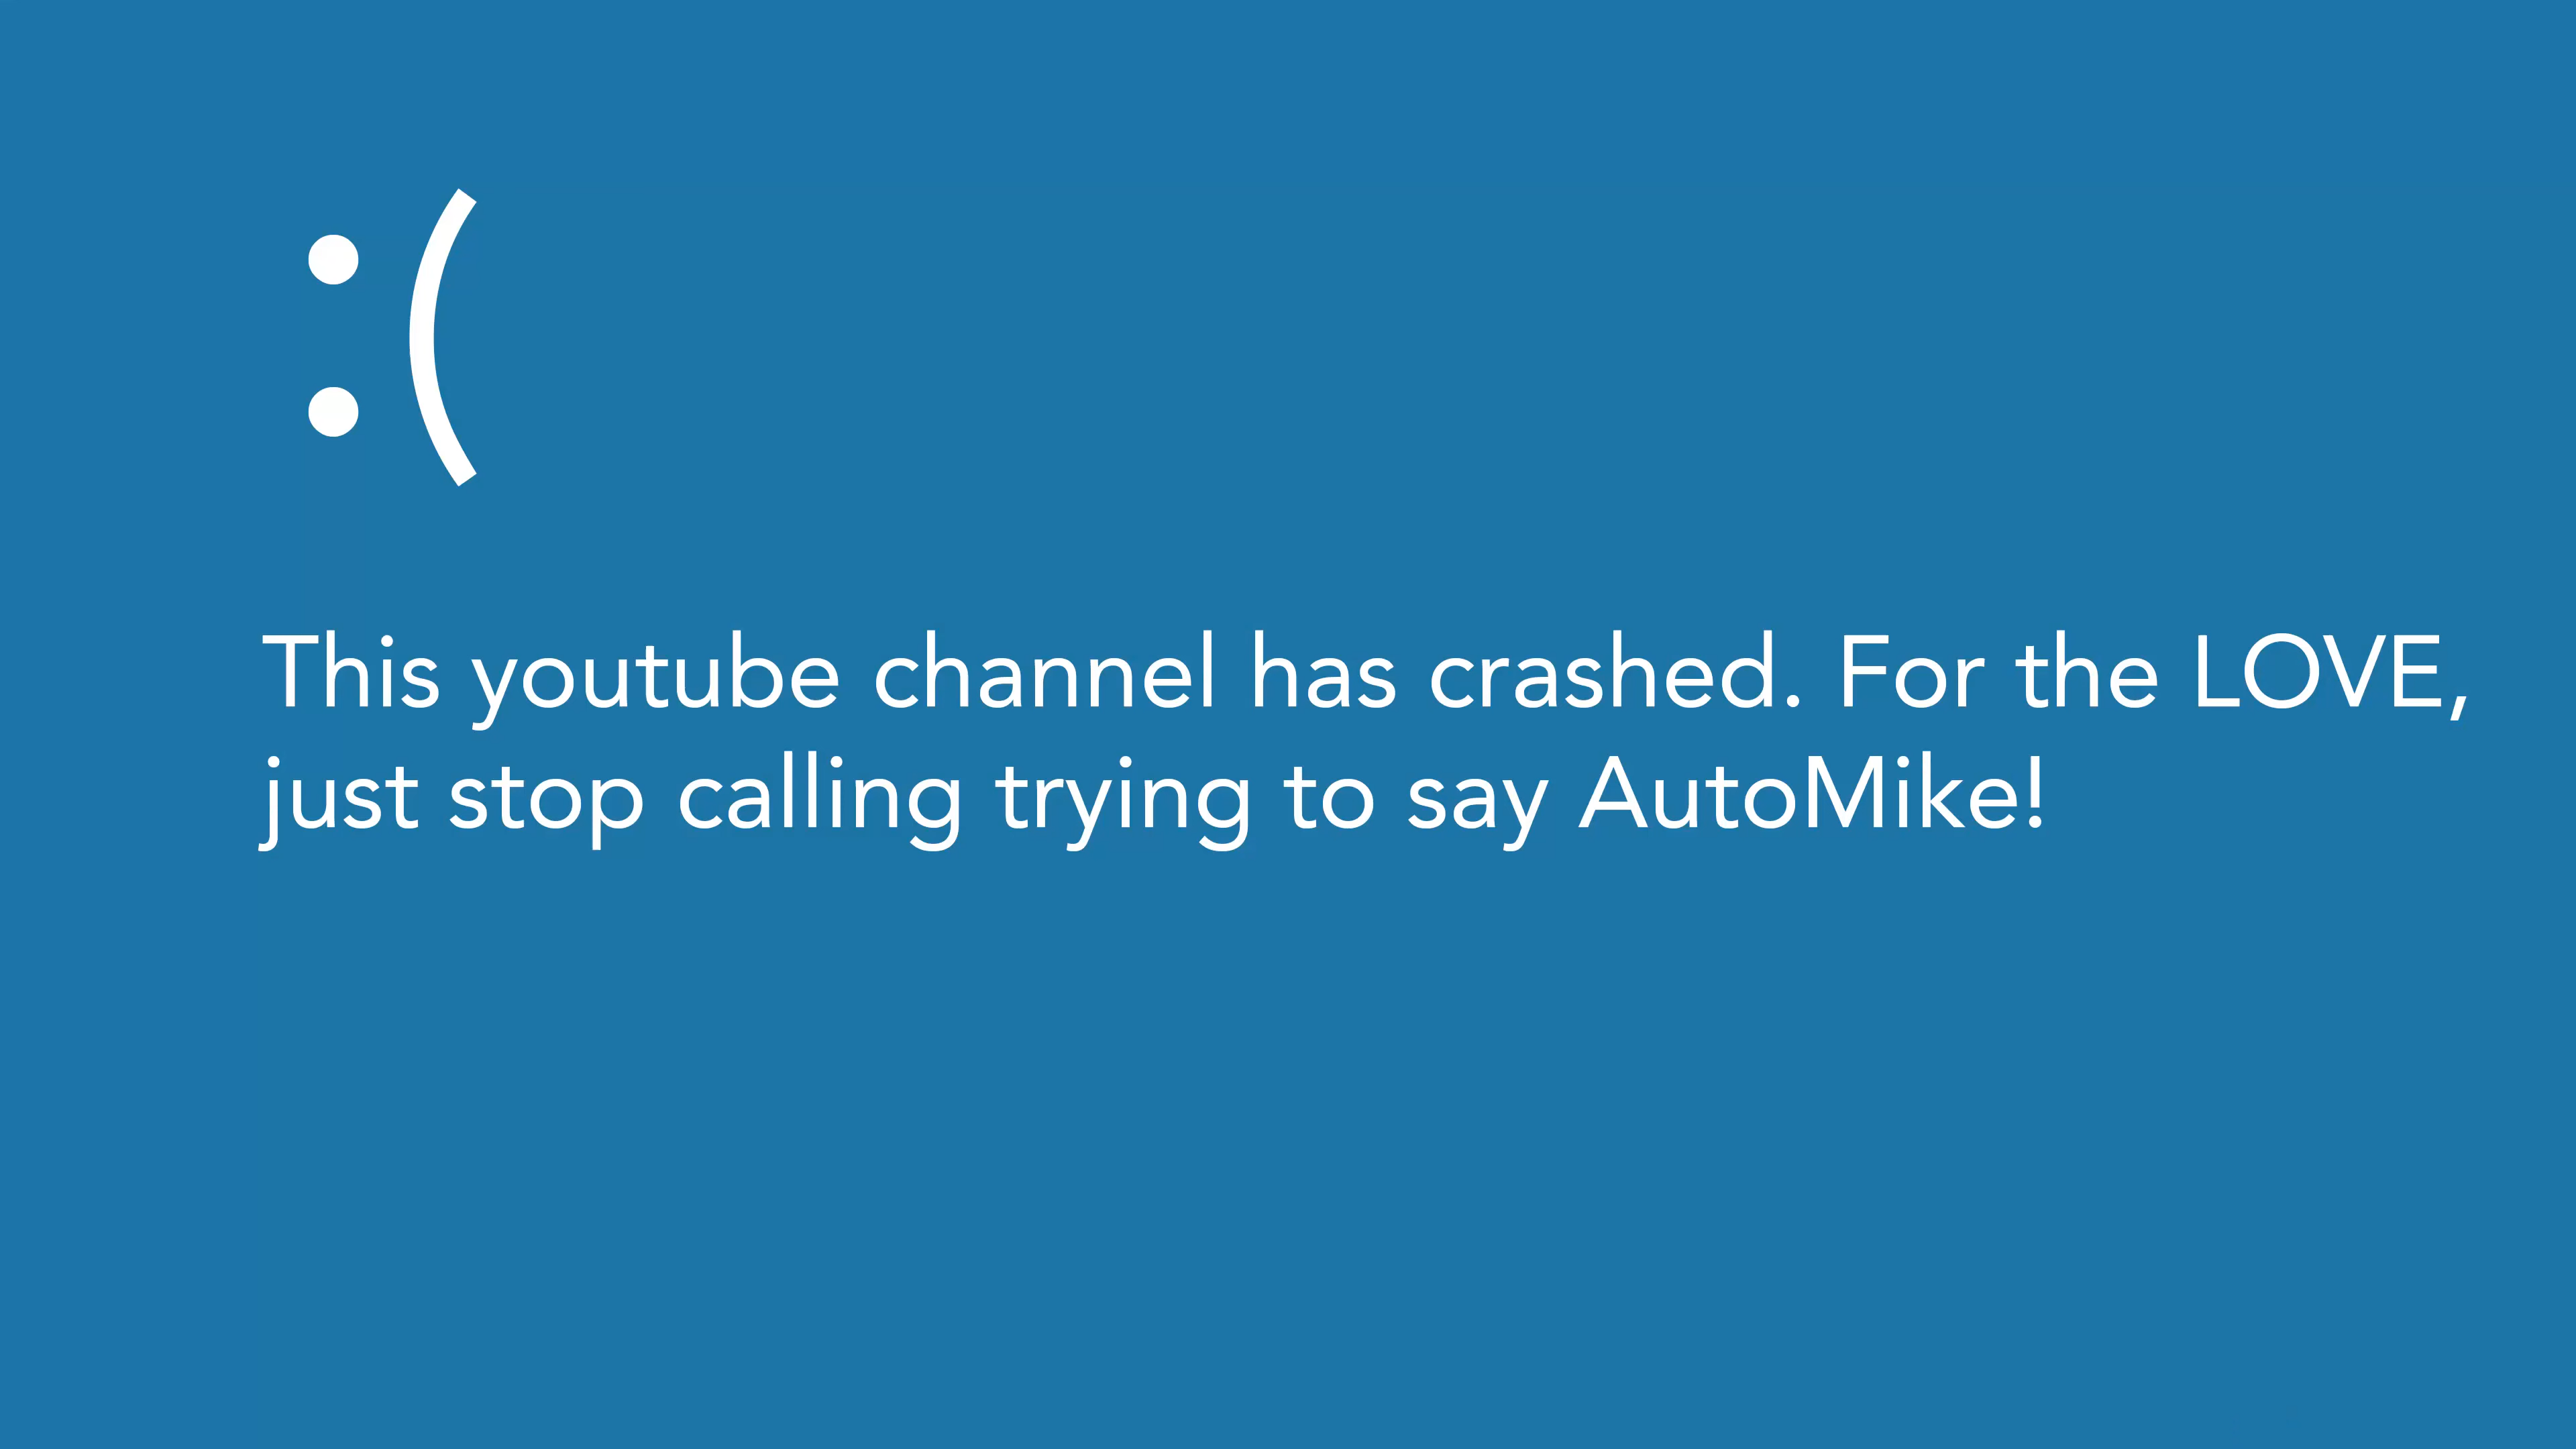 :(
This youtube channel has crashed. For the LOVE,
just stop calling trying to say AutoMike!